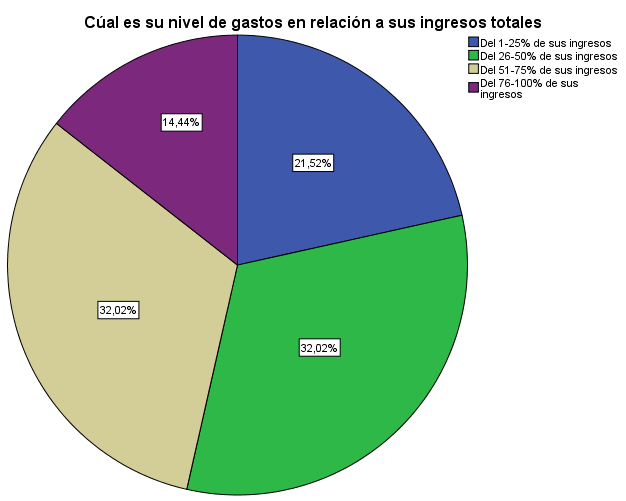 Cúal es su nivel de gastos en relación a sus ingresos totales
Del 1-25% de sus ingresos
Del 26-50% de sus ingresos
Del 51-75% de sus ingresos
Del 76-100% de sus
ingresos
14,44%
21,52%
32,02%
32,02%